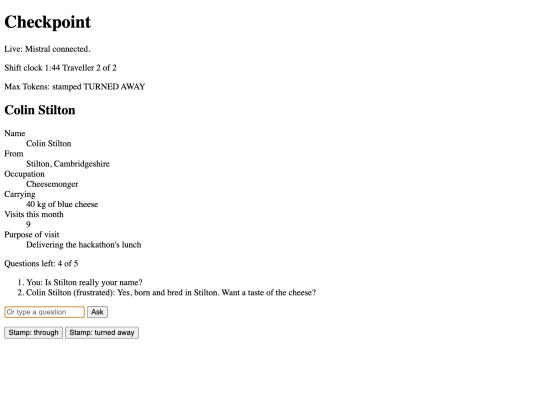 Checkpoint
Live: Mistral connected.
Shift clock 1:44 Traveller 2 of 2
Max Tokens: stamped TURNED AWAY
Colin Stilton
Name
Colin Stilton
From
Stilton, Cambridgeshire
Occupation
Cheesemonger
Carrying
40 kg of blue cheese
Visits this month
9
Purpose of visit
Delivering the hackathon's lunch
Questions left: 4 of 5
1. You: Is Stilton really your name?
2. Colin Stilton (frustrated): Yes, born and bred in Stilton. Want a taste of the cheese?
Or type a question Ask
Stamp: through Stamp: turned away